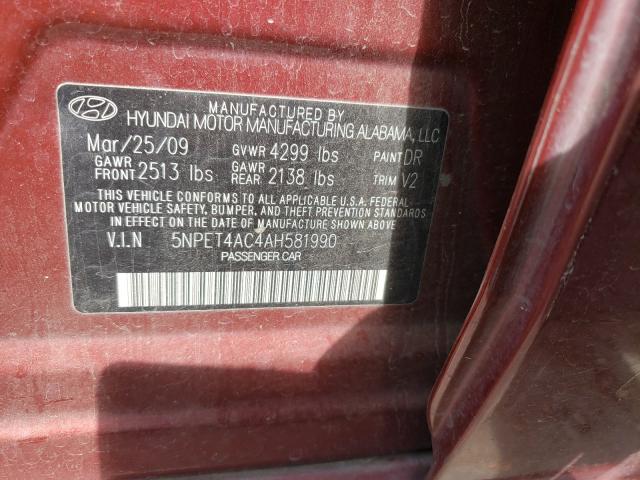 MANUFACTURED BY
HYUNDAI MOTOR MANUFACTURING ALABAMA, LLC
Mar/25/09 GVWR 4299 lbs PAINT DR
GAWR FRONT 2513 lbs GAWR REAR 2138 lbs TRIM V2
THIS VEHICLE CONFORMS TO ALL APPLICABLE U.S.A. FEDERAL
MOTOR VEHICLE SAFETY, BUMPER, AND THEFT PREVENTION STANDARDS
IN EFFECT ON THE DATE OF MANUFACTURE SHOWN ABOVE
V.I.N 5NPET4AC4AH581990
PASSENGER CAR